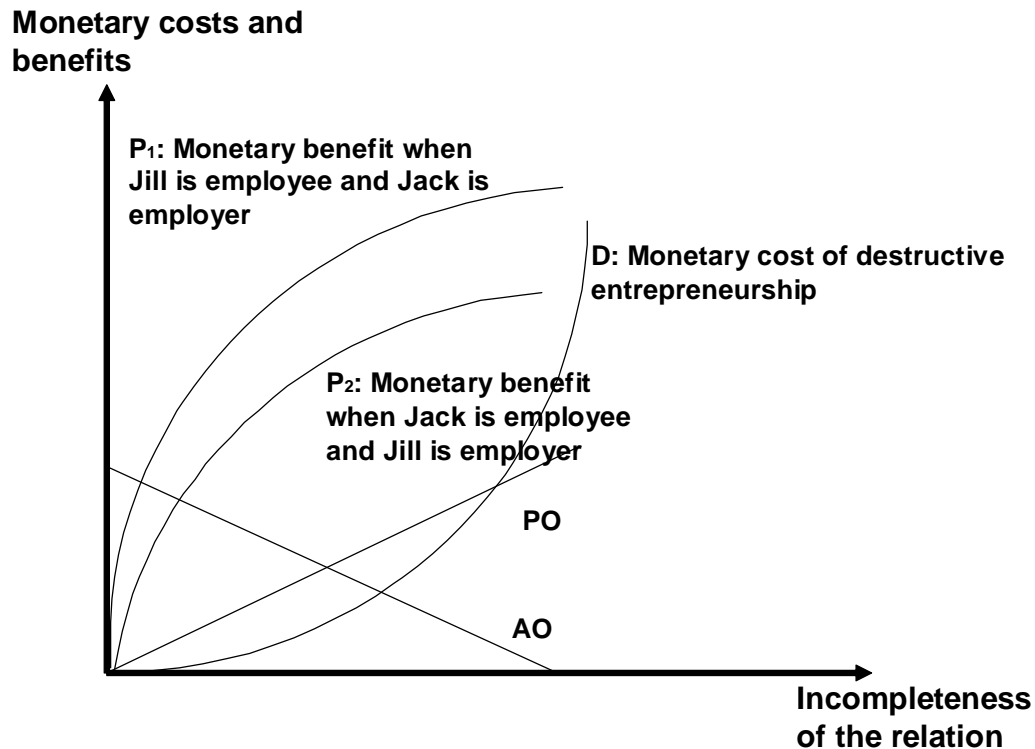 Monetary costs and
benefits
P₁: Monetary benefit when
Jill is employee and Jack is
employer
D: Monetary cost of destructive
entrepreneurship
P₂: Monetary benefit
when Jack is employee
and Jill is employer
PO
AO
Incompleteness
of the relation